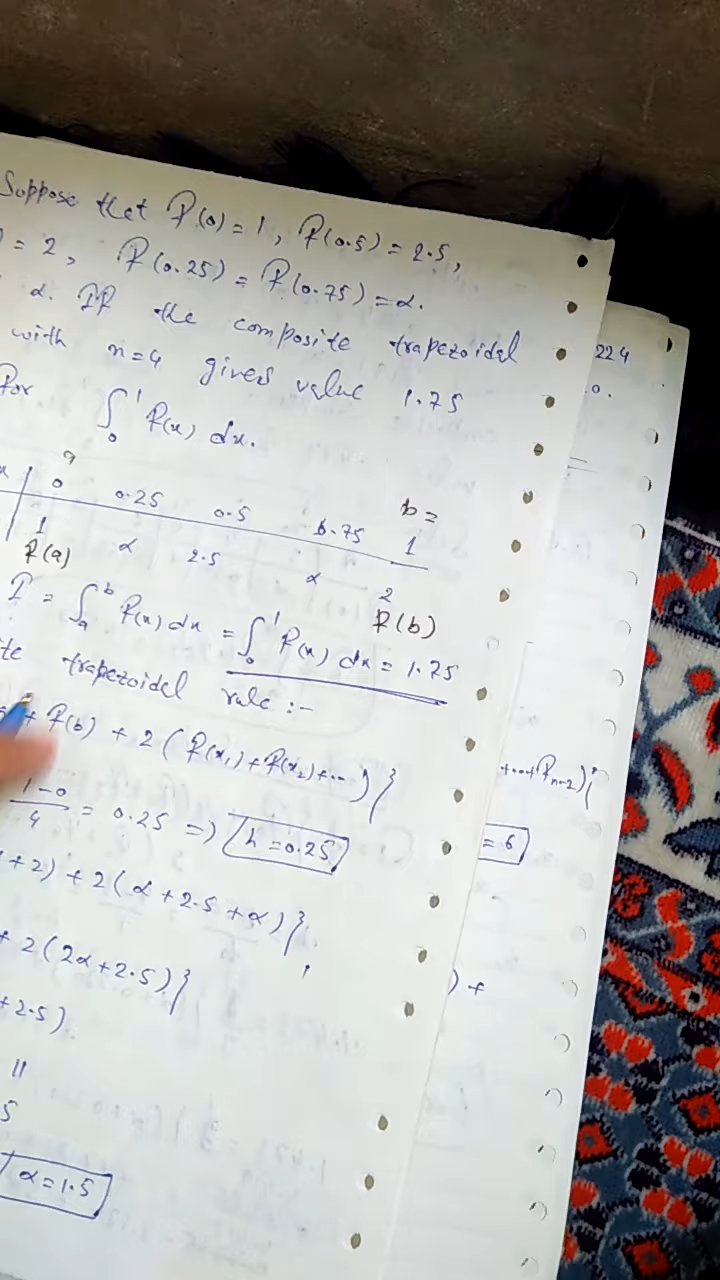 Suppose that f(0) = 1, f(0.5) = 2.5,
) = 2, f(0.25) = f(0.75) = α.
α. If the composite trapezoidal
with n=4 gives value 1.75
for ∫₀¹ f(x) dx.
x 0 0.25 0.5 0.75 1
a b =
1 α 2.5 α 2
f(a) f(b)
I = ∫ₐᵇ f(x) dx = ∫₀¹ f(x) dx = 1.75
te trapezoidal rule :-
+ f(b) + 2 ( f(x₁) + f(x₂) + ... ) }
1-0/4 = 0.25 => h = 0.25
+ 2) + 2 ( α + 2.5 + α ) }
+ 2 ( 2α + 2.5 ) }
+ 2.5 )
11
5
α = 1.5
224
0.
= 6
) +